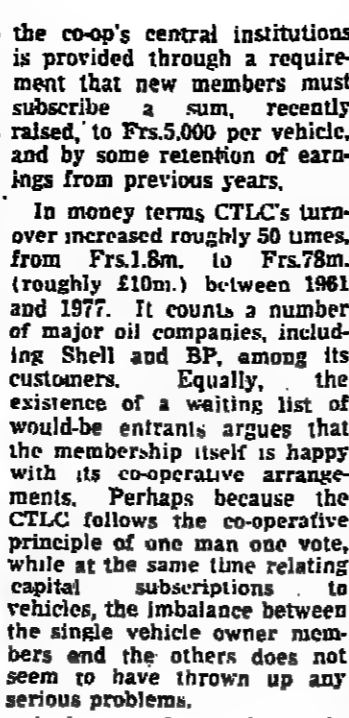 the co-op's central institutions
is provided through a require-
ment that new members must
subscribe a sum, recently
raised, to Frs.5,000 per vehicle,
and by some retention of earn-
ings from previous years.
In money terms CTLC's turn-
over increased roughly 50 times,
from Frs.1.8m. to Frs.78m.
(roughly £10m.) between 1961
and 1977. It counts a number
of major oil companies, includ-
ing Shell and BP, among its
customers. Equally, the
existence of a waiting list of
would-be entrants argues that
the membership itself is happy
with its co-operative arrange-
ments. Perhaps because the
CTLC follows the co-operative
principle of one man one vote,
while at the same time relating
capital subscriptions to
vehicles, the imbalance between
the single vehicle owner mem-
bers and the others does not
seem to have thrown up any
serious problems.